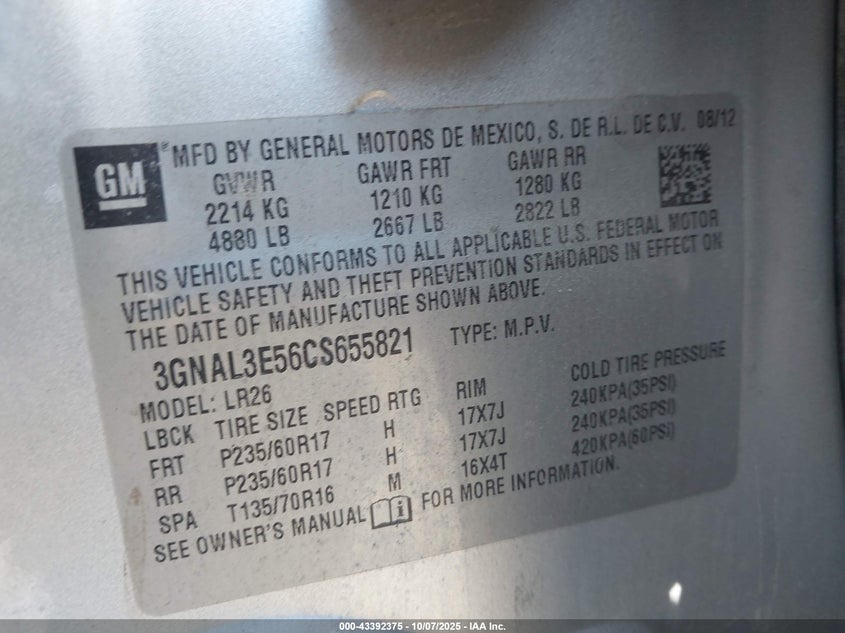 GM
MFD BY GENERAL MOTORS DE MEXICO, S. DE R.L. DE C.V. 08/12
GVWR GAWR FRT GAWR RR
2214 KG 1210 KG 1280 KG
4880 LB 2667 LB 2822 LB
THIS VEHICLE CONFORMS TO ALL APPLICABLE U.S. FEDERAL MOTOR
VEHICLE SAFETY AND THEFT PREVENTION STANDARDS IN EFFECT ON
THE DATE OF MANUFACTURE SHOWN ABOVE.
3GNAL3E56CS655821 TYPE: M.P.V.
MODEL: LR26
LBCK TIRE SIZE SPEED RTG RIM COLD TIRE PRESSURE
FRT P235/60R17 H 17X7J 240KPA(35PSI)
RR P235/60R17 H 17X7J 240KPA(35PSI)
SPA T135/70R16 M 16X4T 420KPA(60PSI)
SEE OWNER'S MANUAL i FOR MORE INFORMATION.
000-43392375 - 10/07/2025 - IAA Inc.